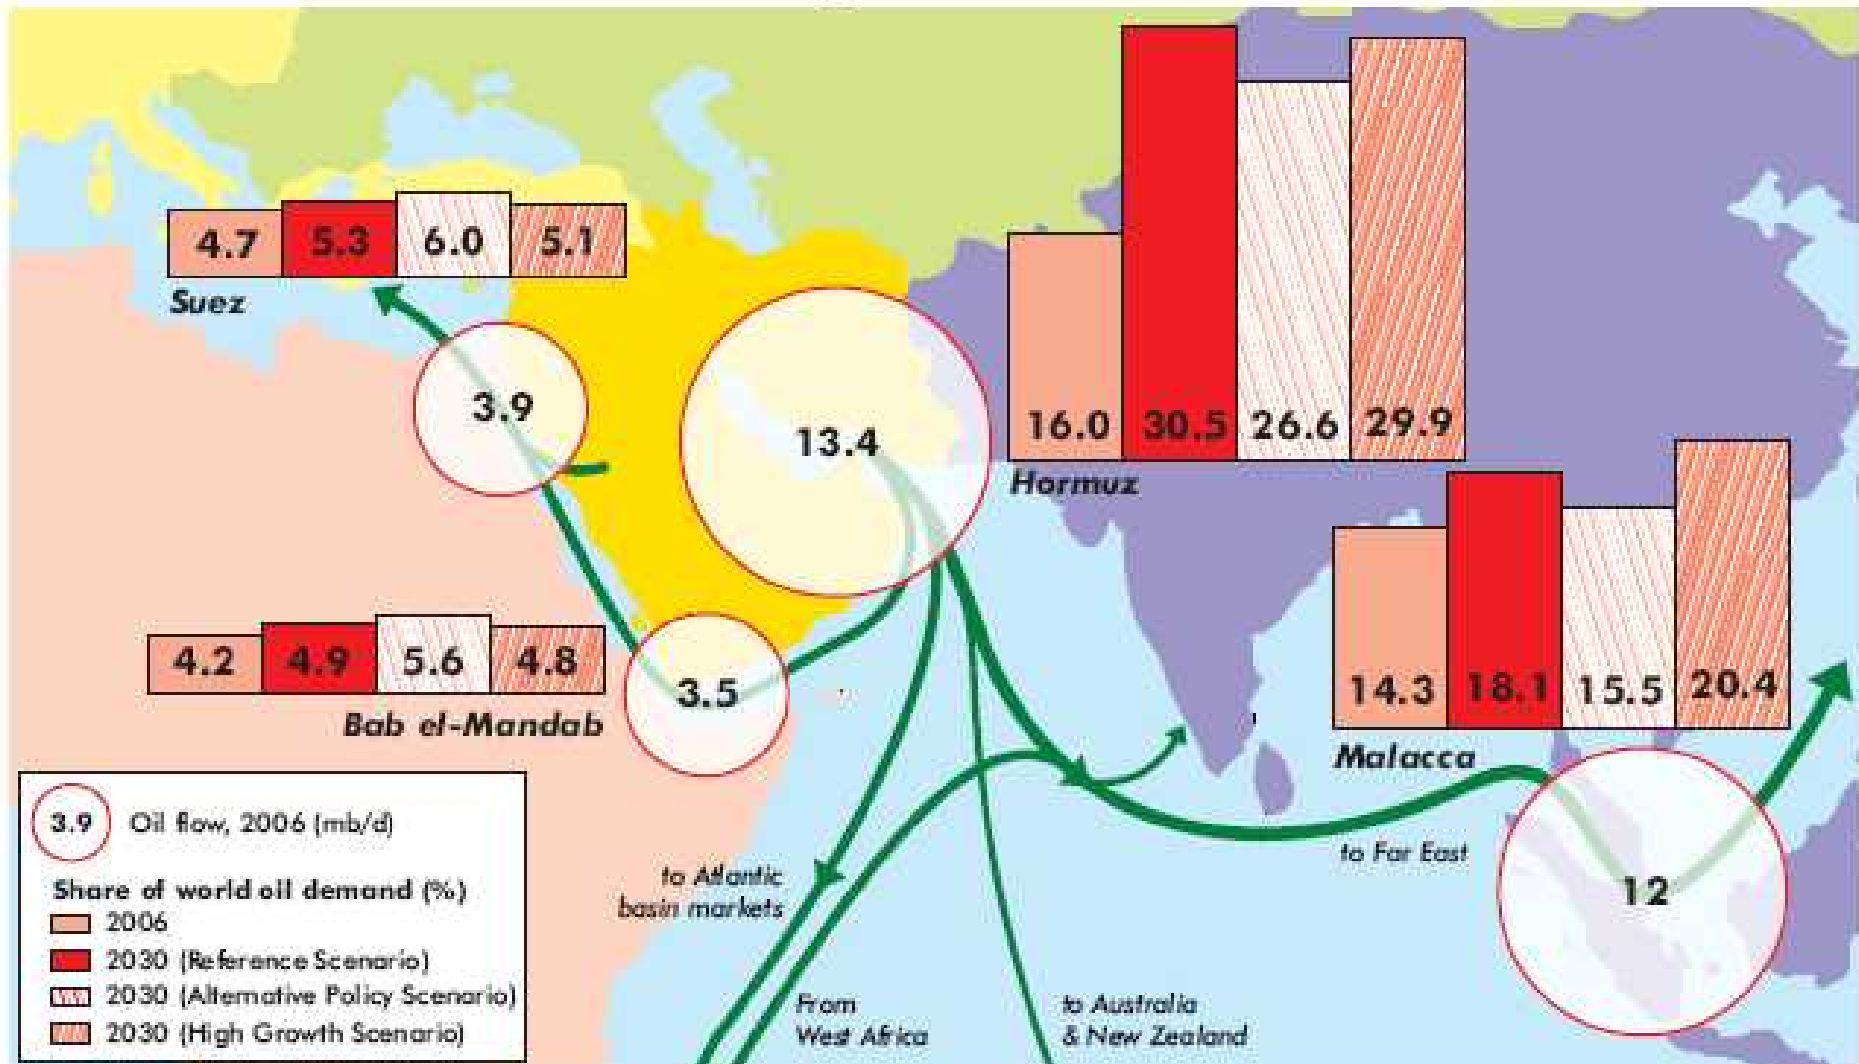 4.7 5.3 6.0 5.1
Suez
3.9
13.4
16.0 30.5 26.6 29.9
Hormuz
14.3 18.1 15.5 20.4
Malacca
4.2 4.9 5.6 4.8
Bab el-Mandab
3.5
12
to Far East
to Atlantic
basin markets
From
West Africa
to Australia
& New Zealand
3.9 Oil flow, 2006 (mb/d)
Share of world oil demand (%)
2006
2030 (Reference Scenario)
2030 (Alternative Policy Scenario)
2030 (High Growth Scenario)